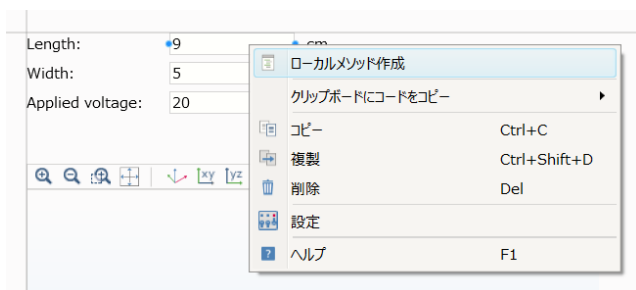 Length: 9 cm
Width: 5
Applied voltage: 20
xy yz
ローカルメソッド作成
クリップボードにコードをコピー
コピー Ctrl+C
複製 Ctrl+Shift+D
削除 Del
設定
ヘルプ F1